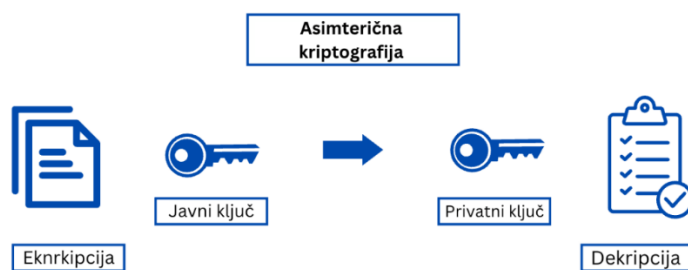 Asimterična
kriptografija
Javni ključ
Privatni ključ
Eknrkipcija
Dekripcija